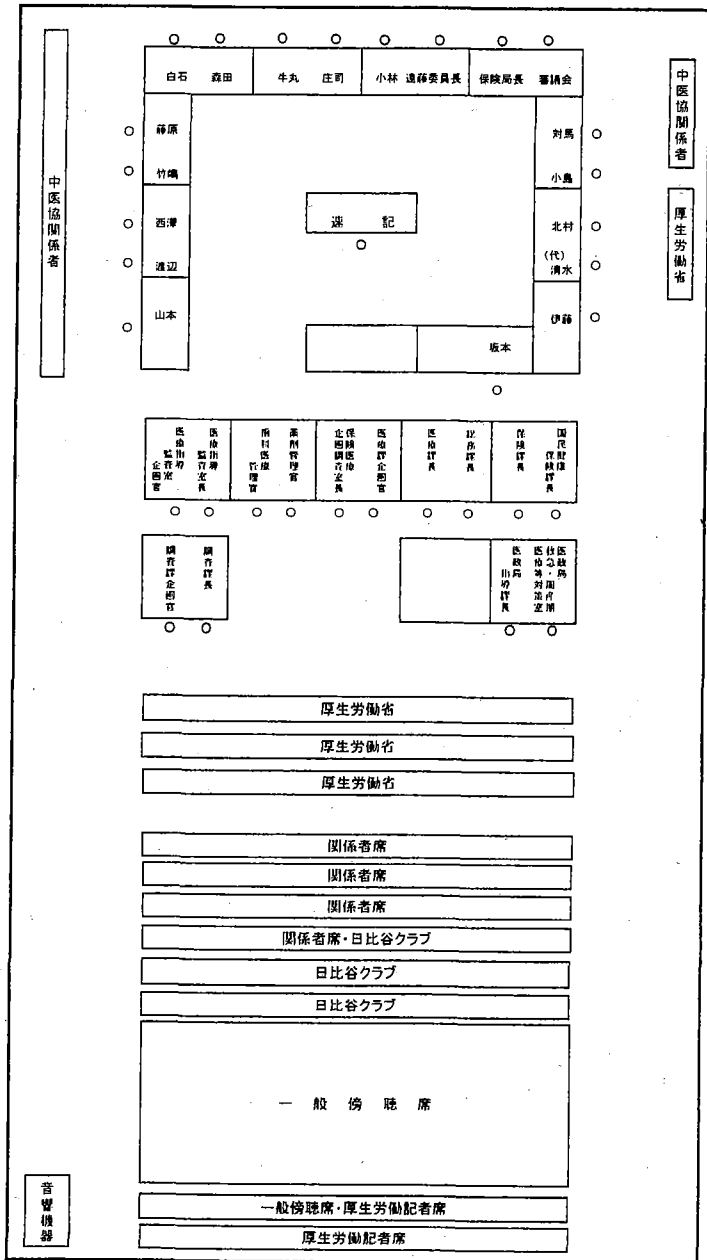 白石 森田 牛丸 庄司 小林 遠藤委員長 保険局長 審議会
中医協関係者
中医協関係者
厚生労働省
藤原
竹嶋
西澤
渡辺
山本
対馬
小島
北村
(代)
清水
伊藤
速 記
坂本
医療指導
監査室
企画官
医療指導
監査室長
歯科医療
管理官
薬剤管理官
保険医療
企画調査室長
医療課企画官
医療課長
総務課長
保険課長
国民健康
保険課長
調査課企画官
調査課長
医政局
指導課長
医政局
救急・周産期
医療等対策室
厚生労働省
厚生労働省
厚生労働省
関係者席
関係者席
関係者席
関係者席・日比谷クラブ
日比谷クラブ
日比谷クラブ
一 般 傍 聴 席
音響機器
一般傍聴席・厚生労働記者席
厚生労働記者席